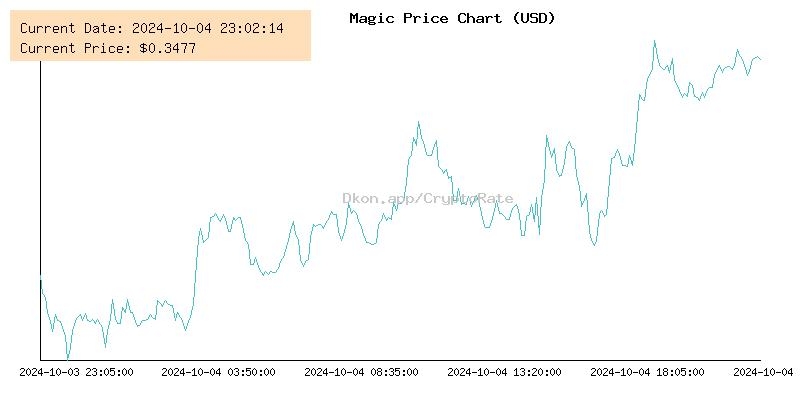 Magic Price Chart (USD)
Current Date: 2024-10-04 23:02:14
Current Price: $0.3477
Dkon.app/CryptoRate
2024-10-03 23:05:00 2024-10-04 03:50:00 2024-10-04 08:35:00 2024-10-04 13:20:00 2024-10-04 18:05:00 2024-10-04